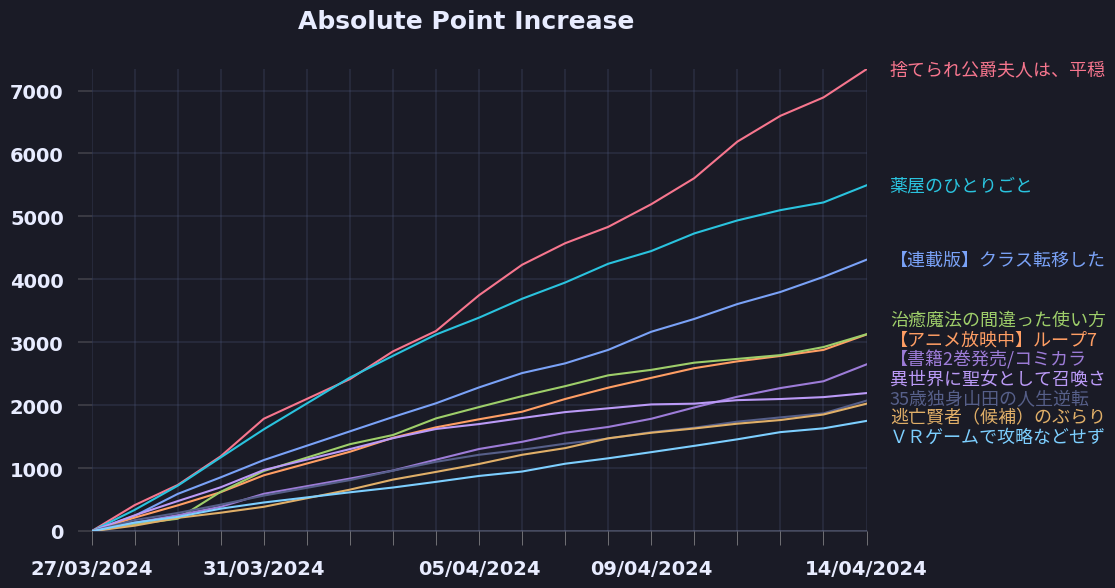 Absolute Point Increase
7000
6000
5000
4000
3000
2000
1000
0
27/03/2024 31/03/2024 05/04/2024 09/04/2024 14/04/2024
捨てられ公爵夫人は、平穏
薬屋のひとりごと
【連載版】クラス転移した
治癒魔法の間違った使い方
【アニメ放映中】ループ7
【書籍2巻発売/コミカラ
異世界に聖女として召喚さ
35歳独身山田の人生逆転
逃亡賢者（候補）のぶらり
ＶＲゲームで攻略などせず